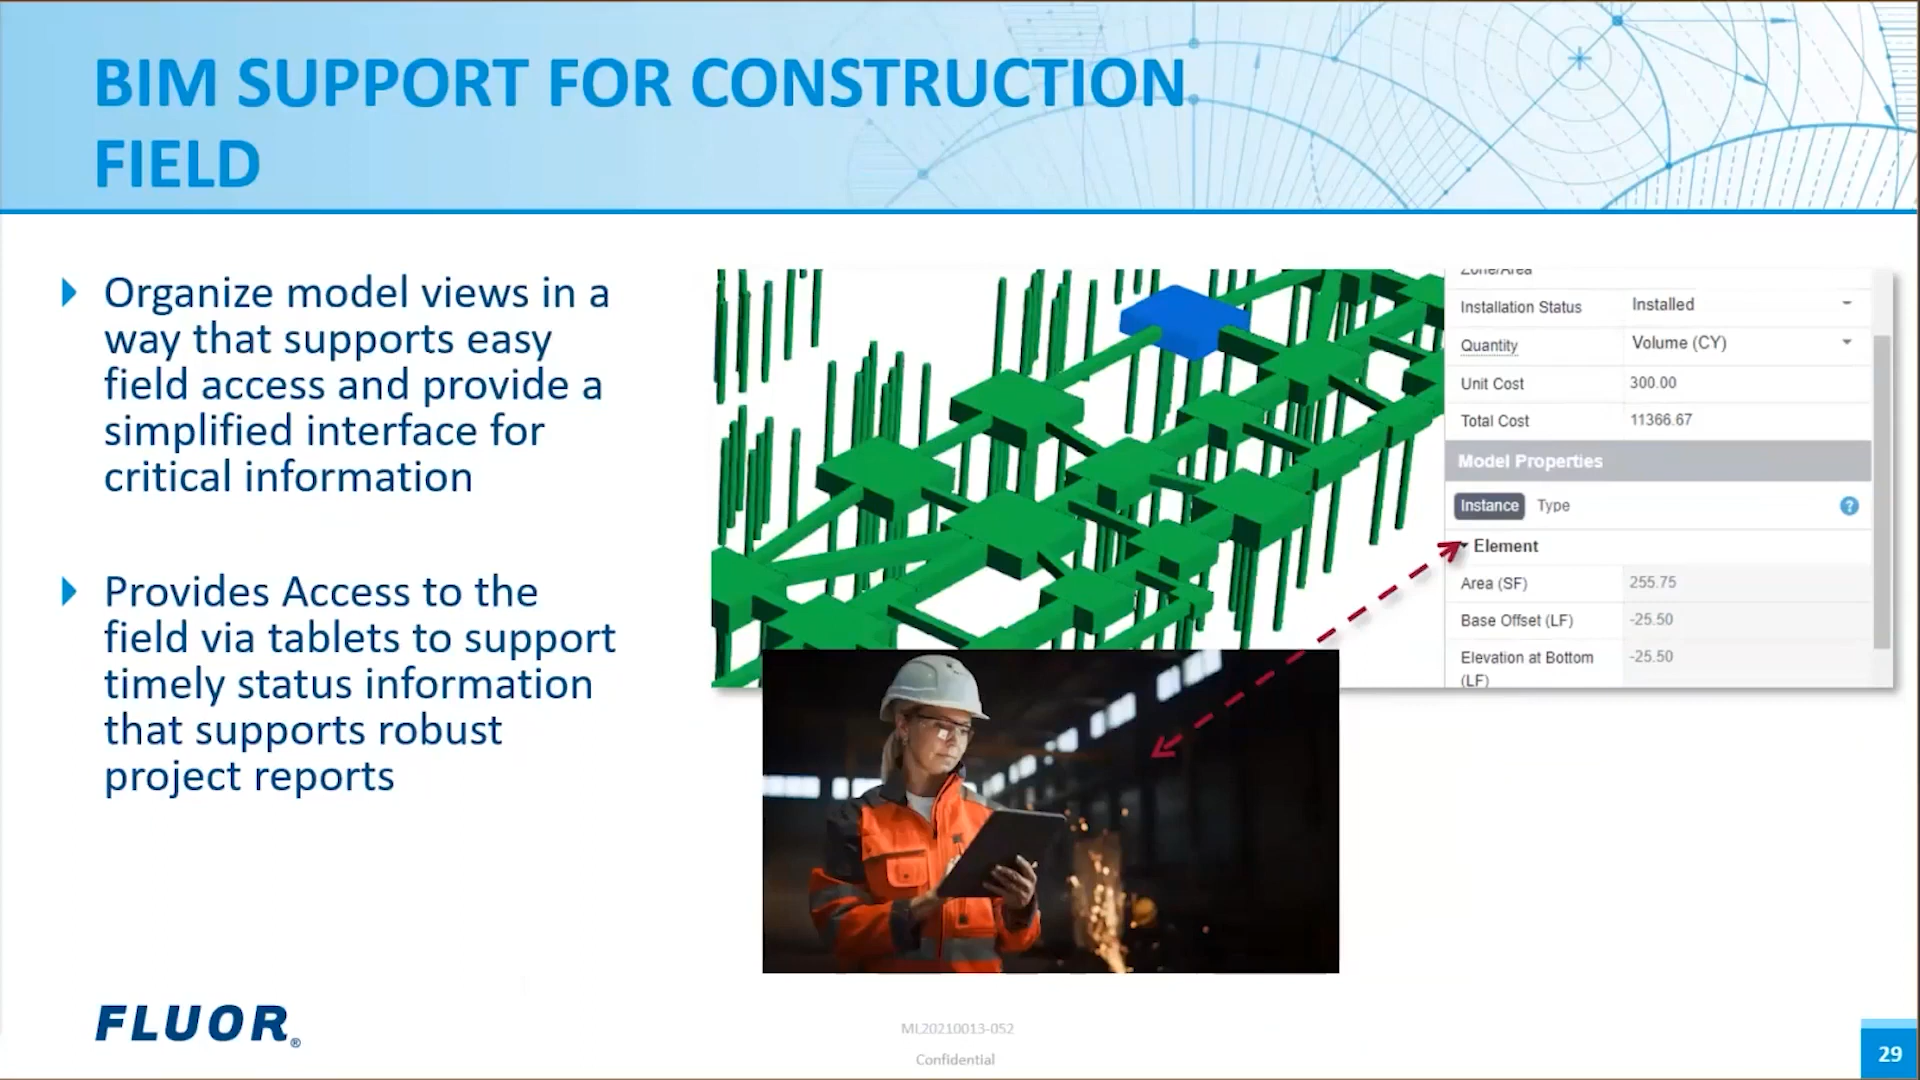 BIM SUPPORT FOR CONSTRUCTION
FIELD
Organize model views in a
way that supports easy
field access and provide a
simplified interface for
critical information
Provides Access to the
field via tablets to support
timely status information
that supports robust
project reports
Zone/Area
Installation Status Installed
Quantity Volume (CY)
Unit Cost 300.00
Total Cost 11366.67
Model Properties
Instance Type ?
Element
Area (SF) 255.75
Base Offset (LF) -25.50
Elevation at Bottom -25.50
(LF)
FLUOR®
ML20210013-052
Confidential
29